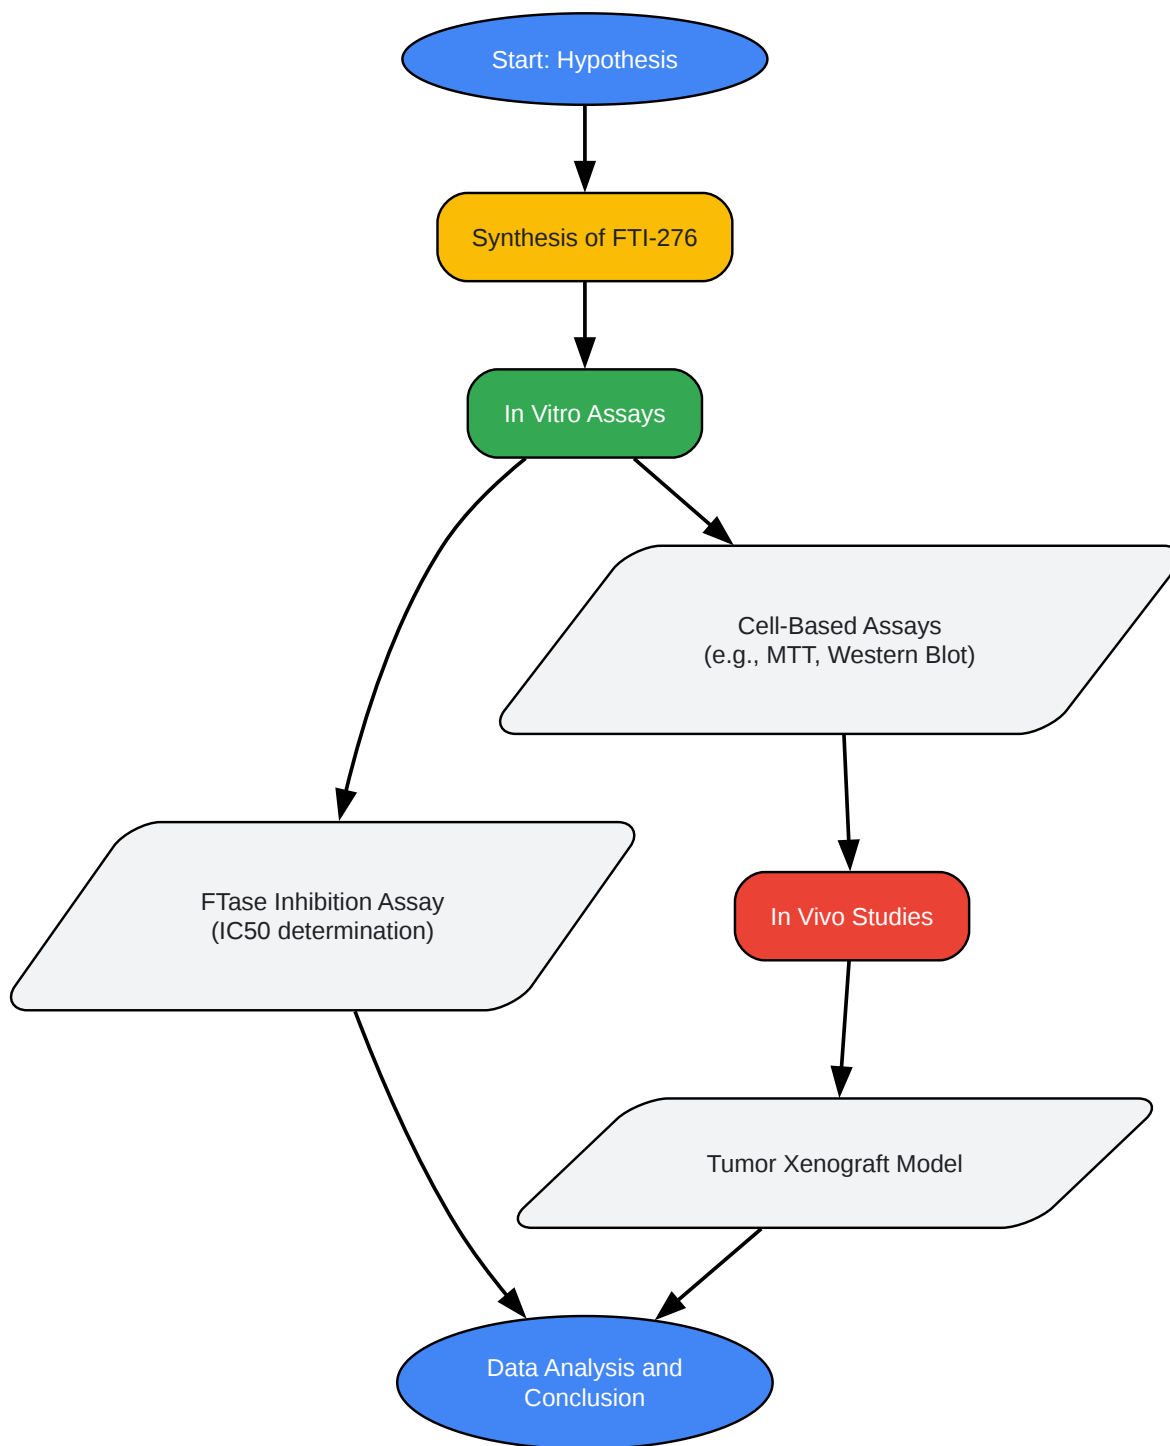 Start: Hypothesis
Synthesis of FTI-276
In Vitro Assays
Cell-Based Assays
(e.g., MTT, Western Blot)
FTase Inhibition Assay
(IC50 determination)
In Vivo Studies
Tumor Xenograft Model
Data Analysis and
Conclusion